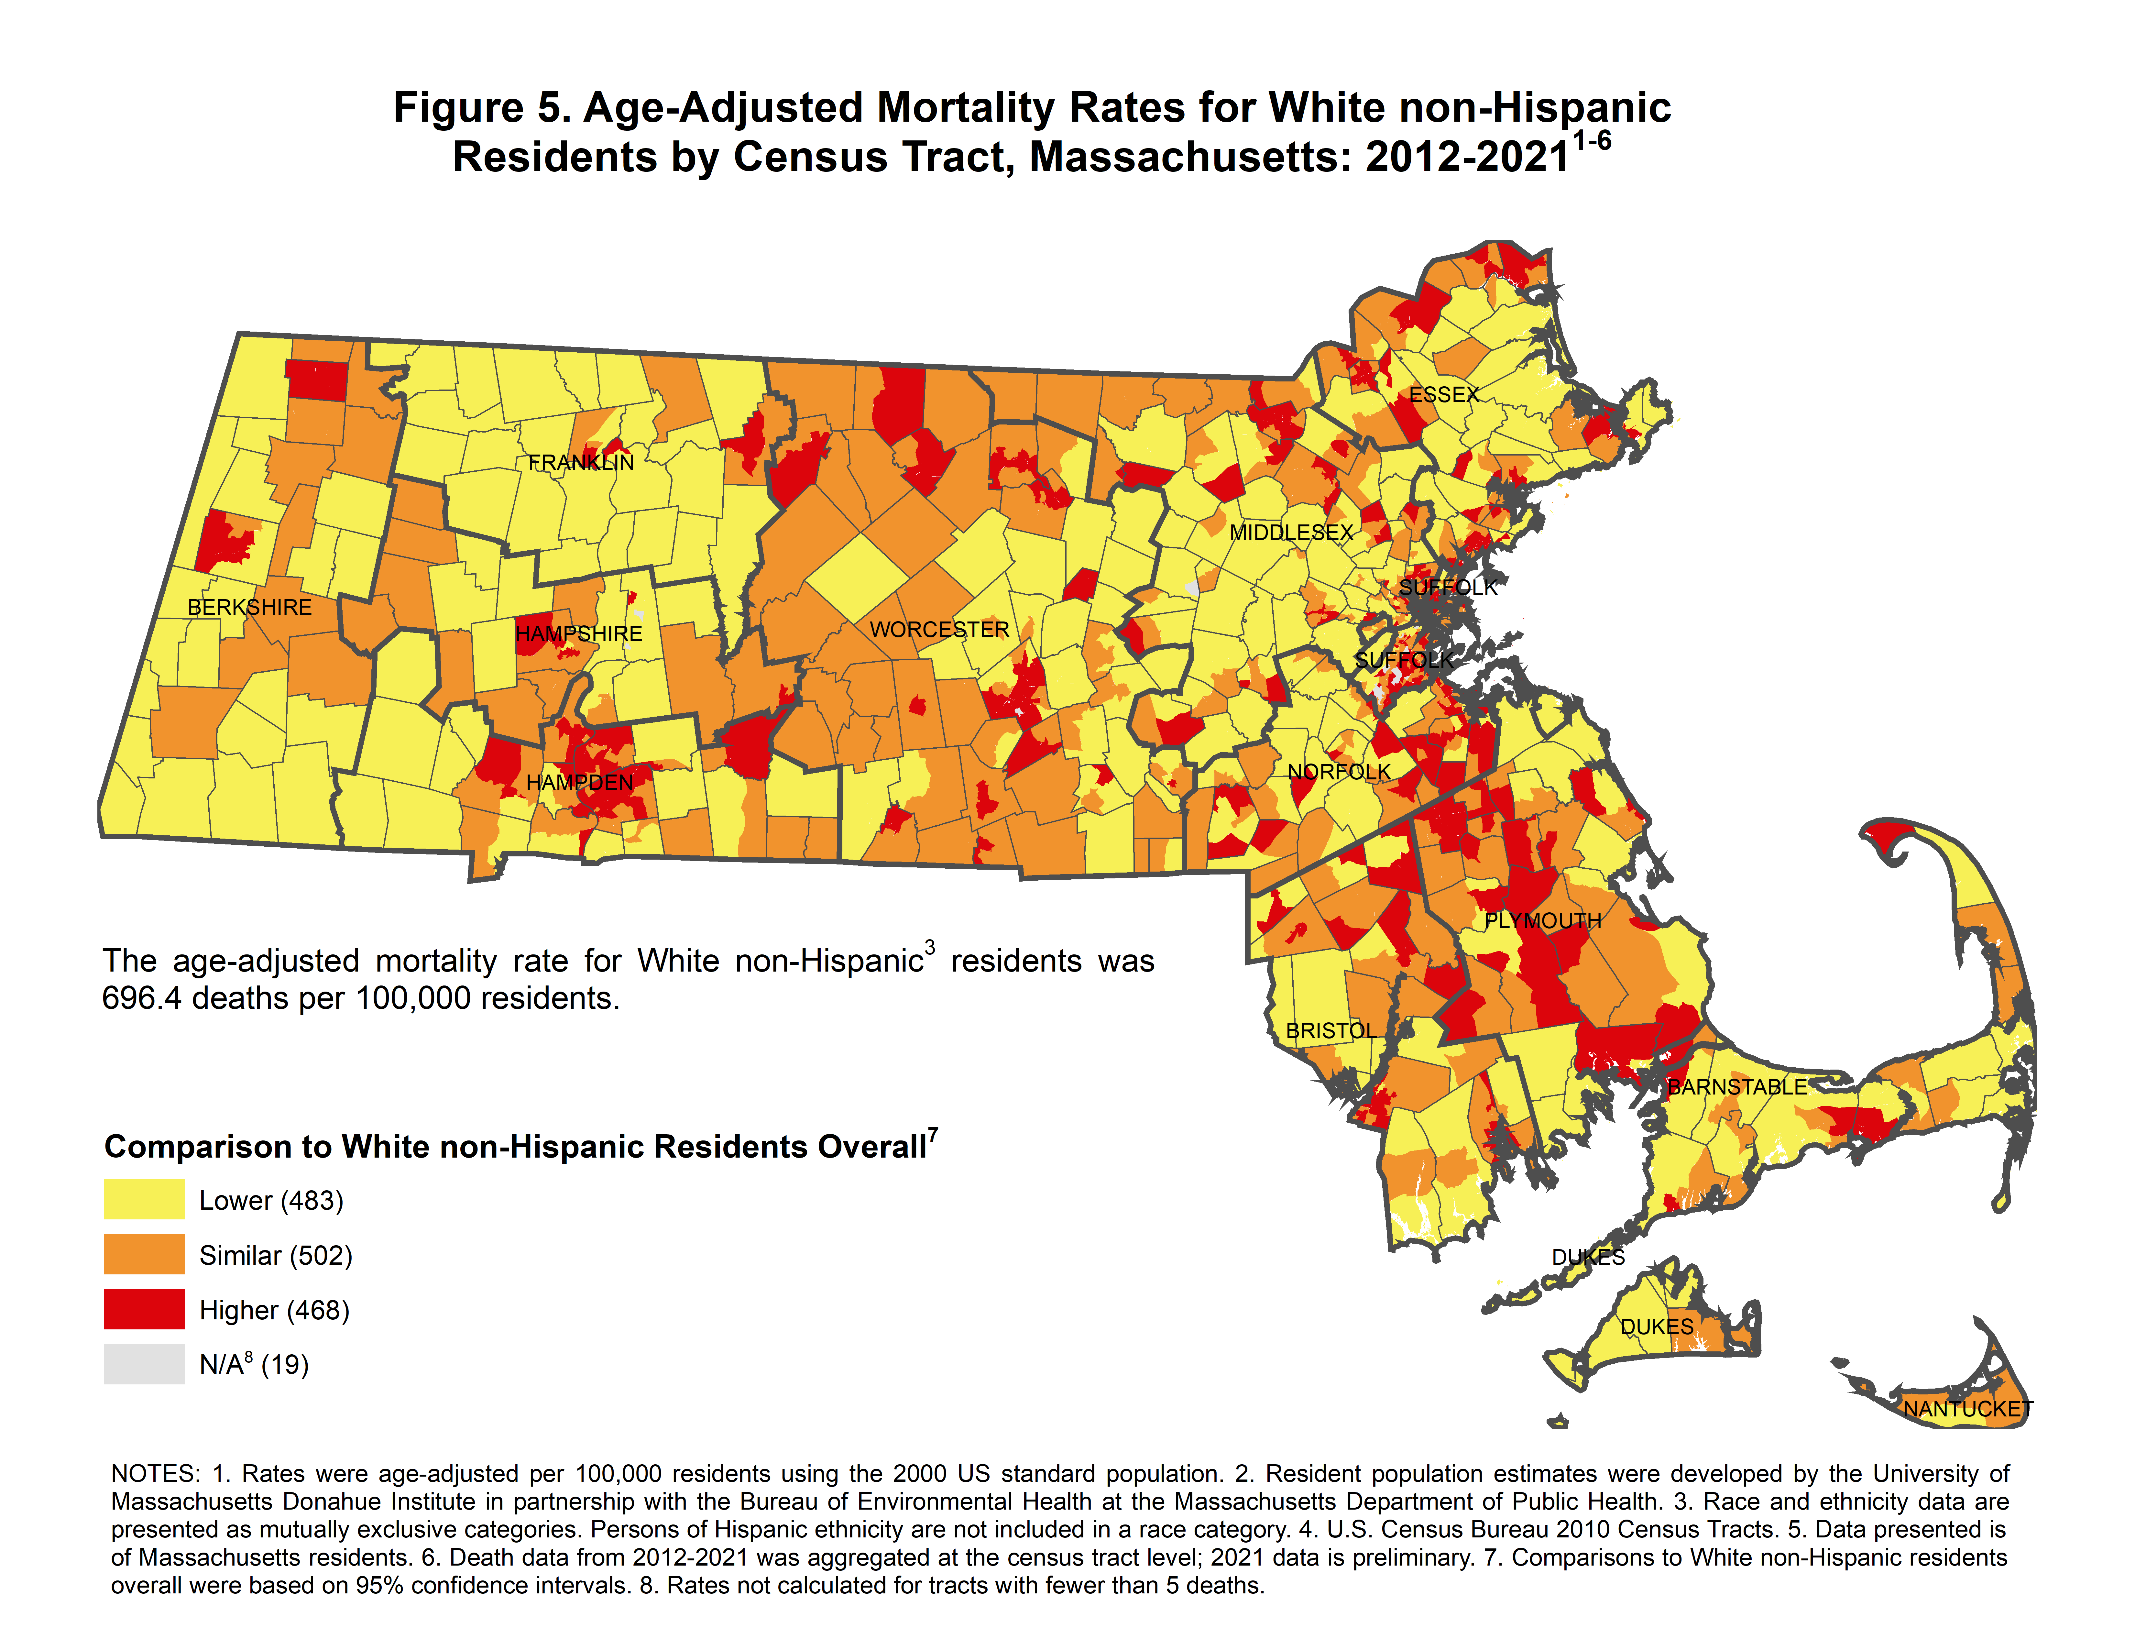 Figure 5. Age-Adjusted Mortality Rates for White non-Hispanic
Residents by Census Tract, Massachusetts: 2012-2021¹⁻⁶
ESSEX
FRANKLIN
MIDDLESEX
SUFFOLK
BERKSHIRE
HAMPSHIRE
WORCESTER
SUFFOLK
NORFOLK
HAMPDEN
PLYMOUTH
The age-adjusted mortality rate for White non-Hispanic³ residents was
696.4 deaths per 100,000 residents.
BRISTOL
BARNSTABLE
Comparison to White non-Hispanic Residents Overall⁷
Lower (483)
Similar (502)
Higher (468)
N/A⁸ (19)
DUKES
DUKES
NANTUCKET
NOTES: 1. Rates were age-adjusted per 100,000 residents using the 2000 US standard population. 2. Resident population estimates were developed by the University of
Massachusetts Donahue Institute in partnership with the Bureau of Environmental Health at the Massachusetts Department of Public Health. 3. Race and ethnicity data are
presented as mutually exclusive categories. Persons of Hispanic ethnicity are not included in a race category. 4. U.S. Census Bureau 2010 Census Tracts. 5. Data presented is
of Massachusetts residents. 6. Death data from 2012-2021 was aggregated at the census tract level; 2021 data is preliminary. 7. Comparisons to White non-Hispanic residents
overall were based on 95% confidence intervals. 8. Rates not calculated for tracts with fewer than 5 deaths.